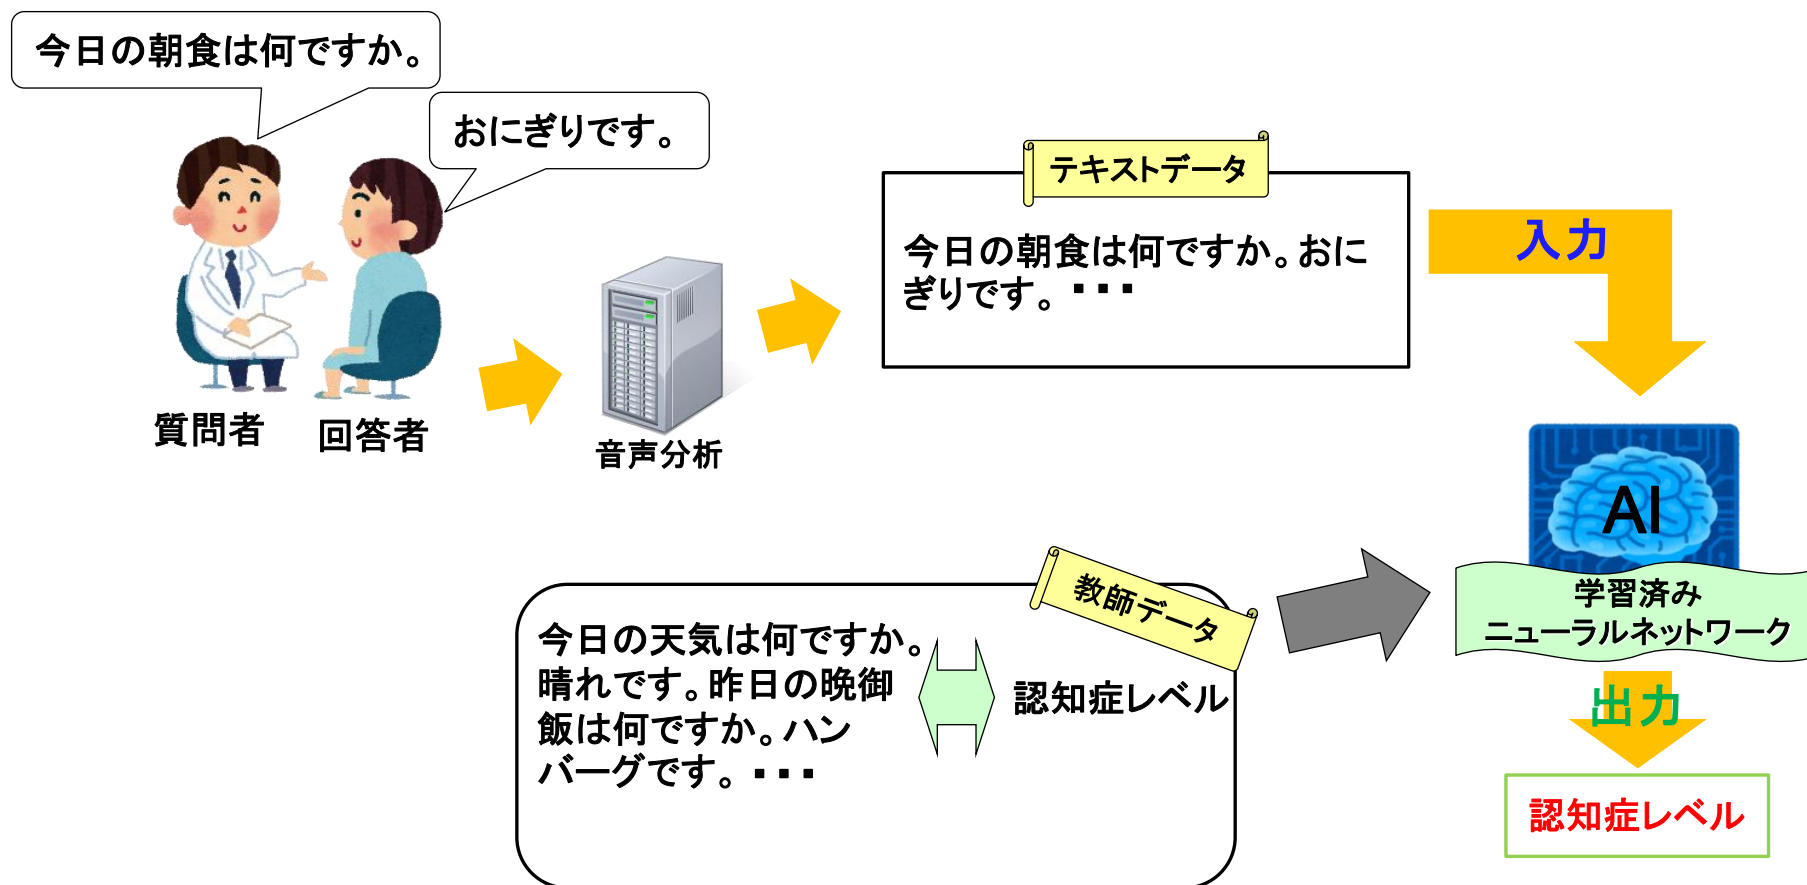 今日の朝食は何ですか。
おにぎりです。
質問者
回答者
音声分析
テキストデータ
今日の朝食は何ですか。おに
ぎりです。・・・
入力
AI
学習済み
ニューラルネットワーク
教師データ
今日の天気は何ですか。
晴れです。昨日の晩御
飯は何ですか。ハン
バーグです。・・・
認知症レベル
出力
認知症レベル